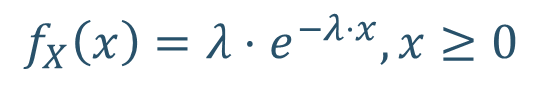 f_X(x) = λ · e^{−λ·x}, x ≥ 0